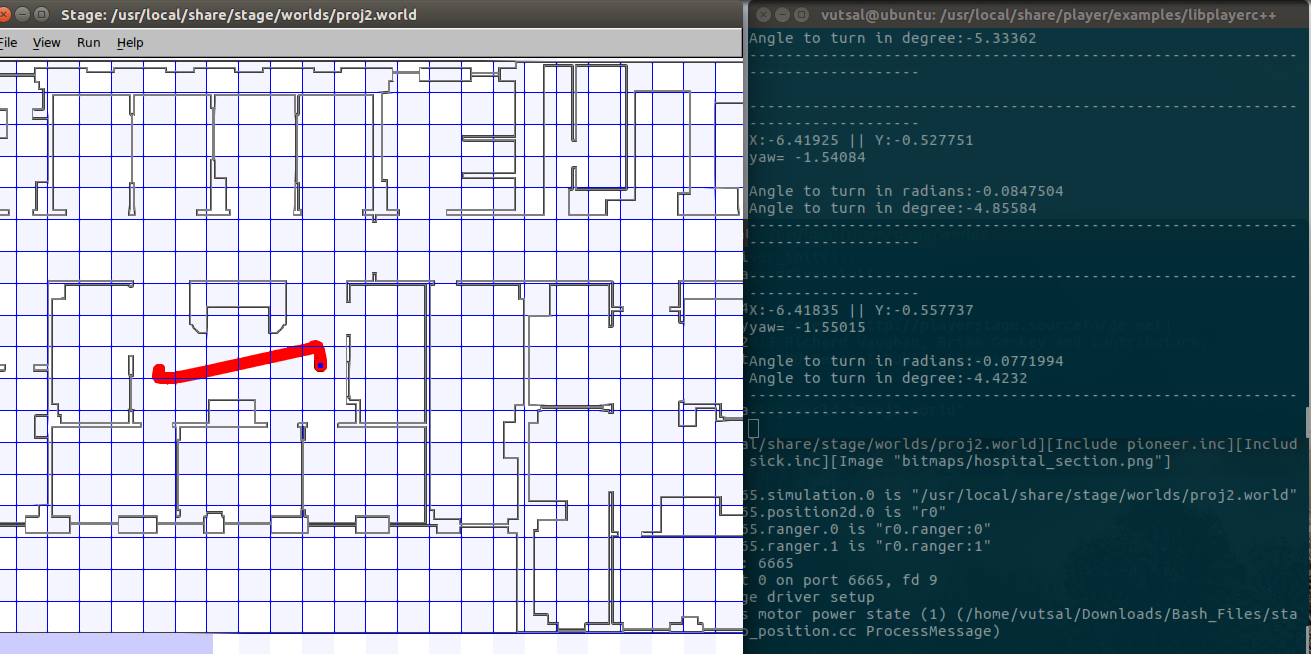 Stage: /usr/local/share/stage/worlds/proj2.world
File View Run Help
vutsal@ubuntu: /usr/local/share/player/examples/libplayerc++
Angle to turn in degree:-5.33362
--------------------------------------------------------------
-------------------
--------------------------------------------------------------
-------------------
X:-6.41925 || Y:-0.527751
yaw= -1.54084
Angle to turn in radians:-0.0847504
Angle to turn in degree:-4.85584
--------------------------------------------------------------
-------------------
--------------------------------------------------------------
-------------------
X:-6.41835 || Y:-0.557737
yaw= -1.55015
Angle to turn in radians:-0.0771994
Angle to turn in degree:-4.4232
--------------------------------------------------------------
-------------------
al/share/stage/worlds/proj2.world][Include pioneer.inc][Includ
sick.inc][Image "bitmaps/hospital_section.png"]
65.simulation.0 is "/usr/local/share/stage/worlds/proj2.world"
65.position2d.0 is "r0"
65.ranger.0 is "r0.ranger:0"
65.ranger.1 is "r0.ranger:1"
: 6665
t 0 on port 6665, fd 9
ge driver setup
s motor power state (1) (/home/vutsal/Downloads/Bash_Files/sta
p_position.cc ProcessMessage)